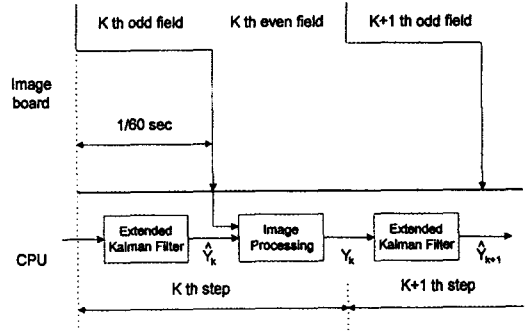 K th odd field
K th even field
K+1 th odd field
Image
board
1/60 sec
Extended
Kalman Filter
Ŷk
Image
Processing
Yk
Extended
Kalman Filter
Ŷk+1
CPU
K th step
K+1 th step